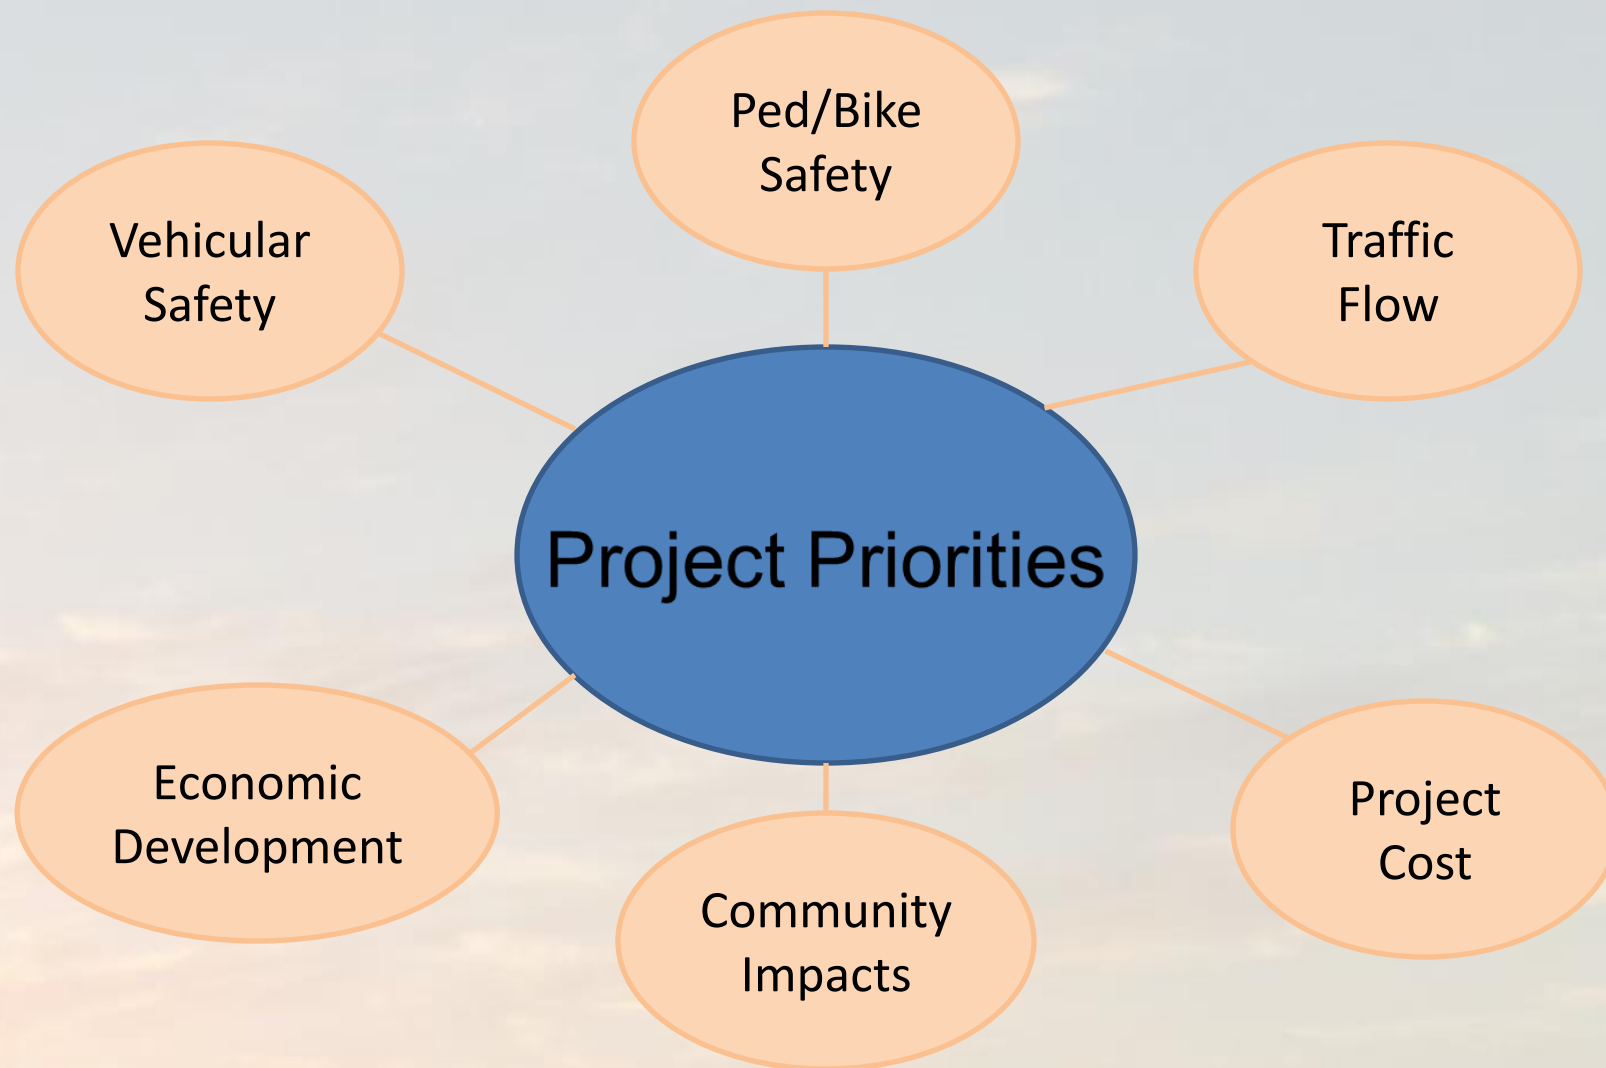 Ped/Bike
Safety
Vehicular
Safety
Traffic
Flow
Project Priorities
Economic
Development
Project
Cost
Community
Impacts